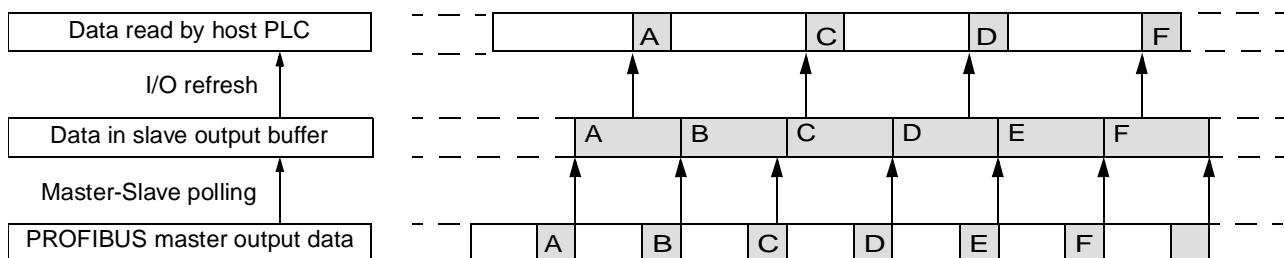 Data read by host PLC
A C D F
I/O refresh
Data in slave output buffer
A B C D E F
Master-Slave polling
PROFIBUS master output data
A B C D E F